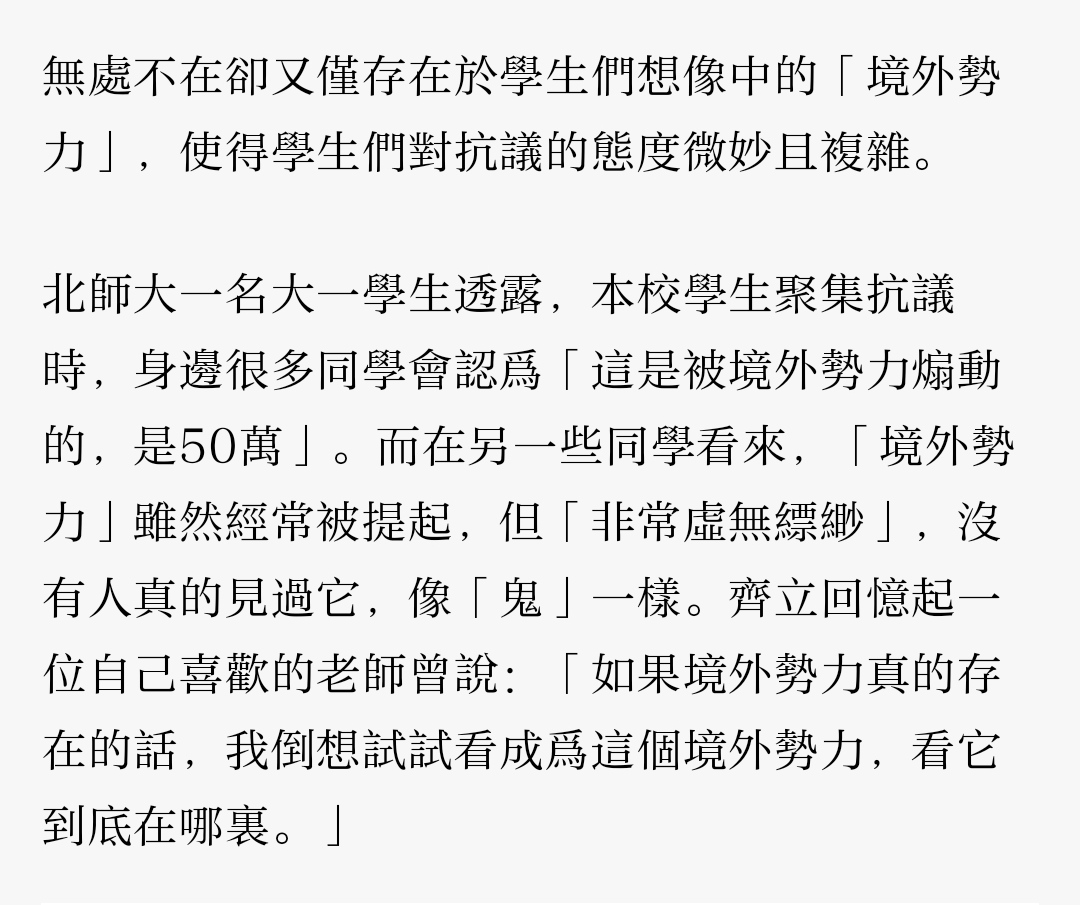 無處不在卻又僅存在於學生們想像中的「境外勢
力」，使得學生們對抗議的態度微妙且複雜。
北師大一名大一學生透露，本校學生聚集抗議
時，身邊很多同學會認爲「這是被境外勢力煽動
的，是50萬」。而在另一些同學看來，「境外勢
力」雖然經常被提起，但「非常虛無縹緲」，沒
有人真的見過它，像「鬼」一樣。齊立回憶起一
位自己喜歡的老師曾說：「如果境外勢力真的存
在的話，我倒想試試看成爲這個境外勢力，看它
到底在哪裏。」